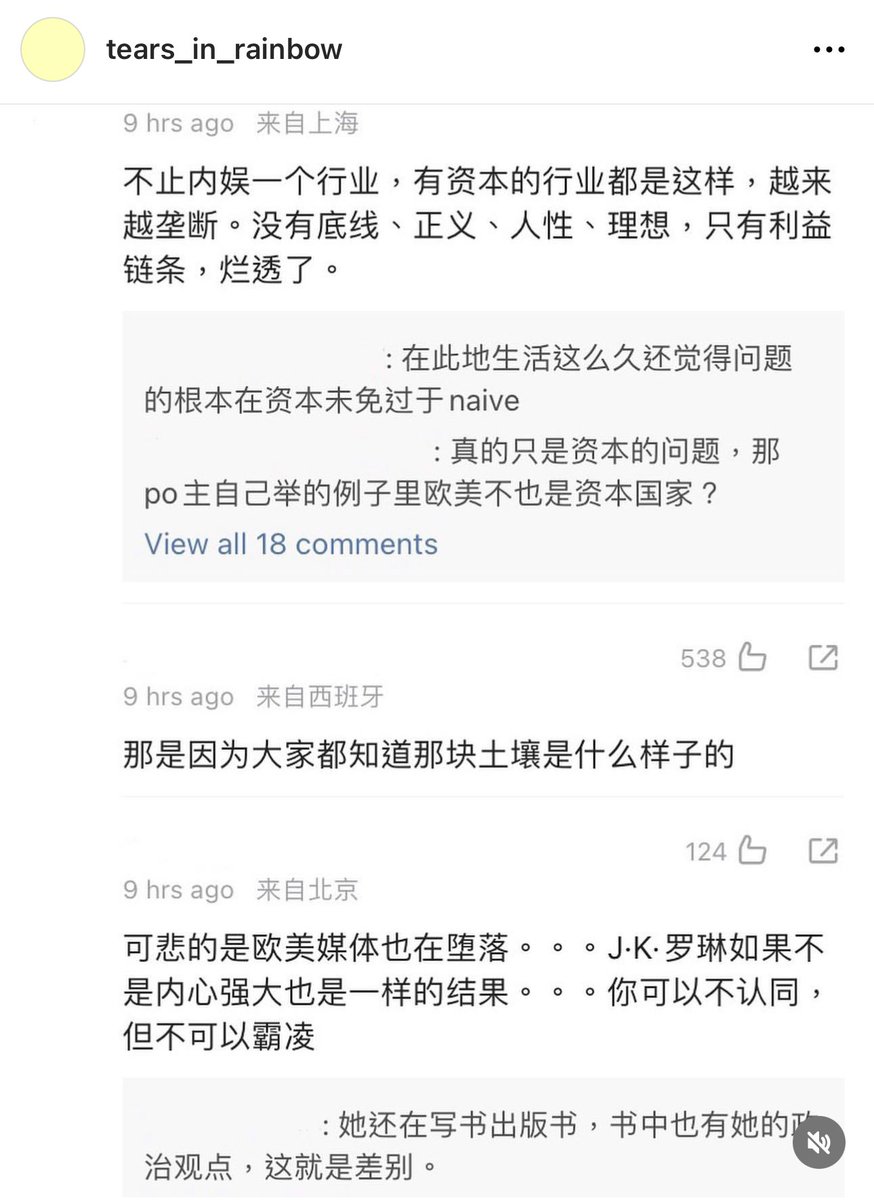 tears_in_rainbow
9 hrs ago 来自上海
不止内娱一个行业，有资本的行业都是这样，越来
越垄断。没有底线、正义、人性、理想，只有利益
链条，烂透了。
: 在此地生活这么久还觉得问题
的根本在资本未免过于naive
: 真的只是资本的问题，那
po主自己举的例子里欧美不也是资本国家？
View all 18 comments
538
9 hrs ago 来自西班牙
那是因为大家都知道那块土壤是什么样子的
124
9 hrs ago 来自北京
可悲的是欧美媒体也在堕落。。。J·K·罗琳如果不
是内心强大也是一样的结果。。。你可以不认同，
但不可以霸凌
: 她还在写书出版书，书中也有她的政
治观点，这就是差别。